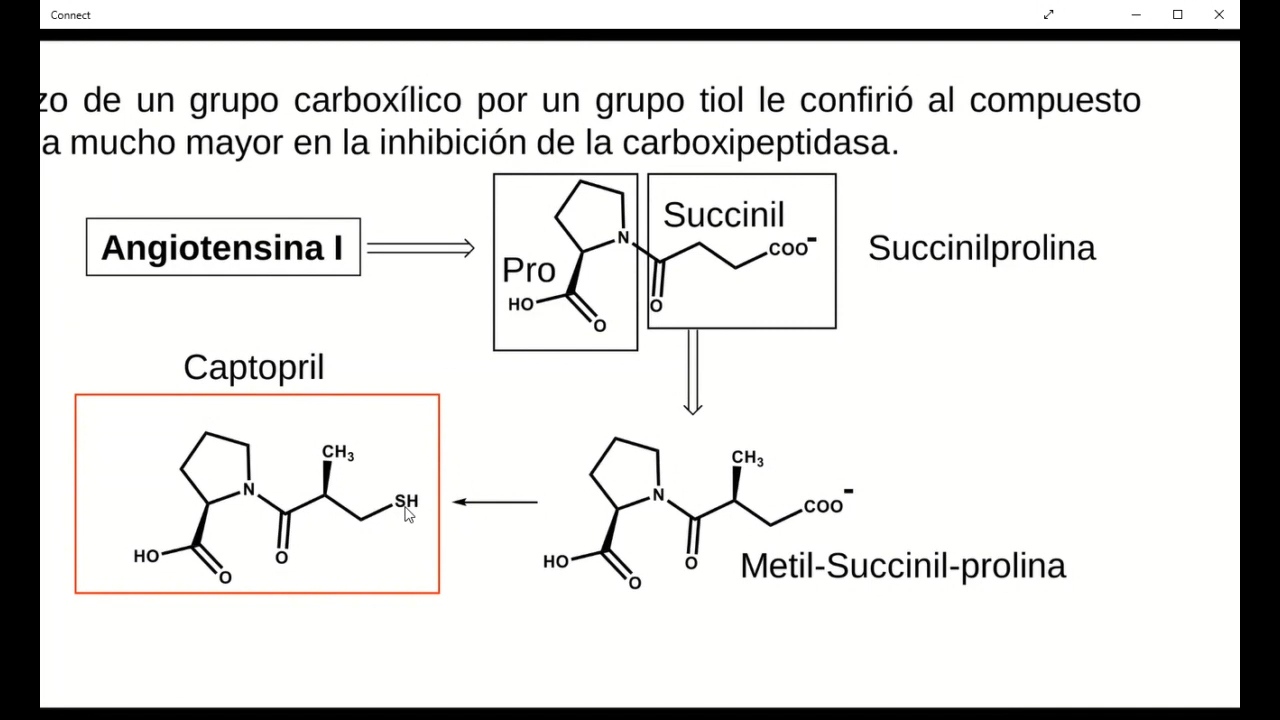 Connect
de un grupo carboxílico por un grupo tiol le confirió al compuesto
a mucho mayor en la inhibición de la carboxipeptidasa.
Angiotensina I
Pro
Succinil
N
COO-
HO
O
O
Succinilprolina
Captopril
CH3
N
SH
HO
O
O
CH3
N
COO-
HO
O
O
Metil-Succinil-prolina